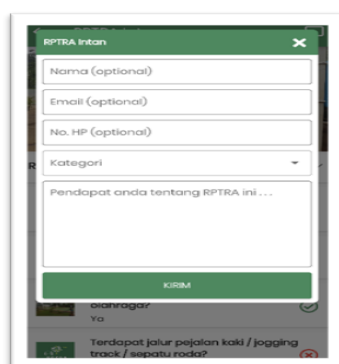 RPTRA Intan
Nama (optional)
Email (optional)
No. HP (optional)
Kategori
Pendapat anda tentang RPTRA ini ...
KIRIM
olahraga?
Ya
Terdapat jalur pejalan kaki / jogging
track / sepatu roda?